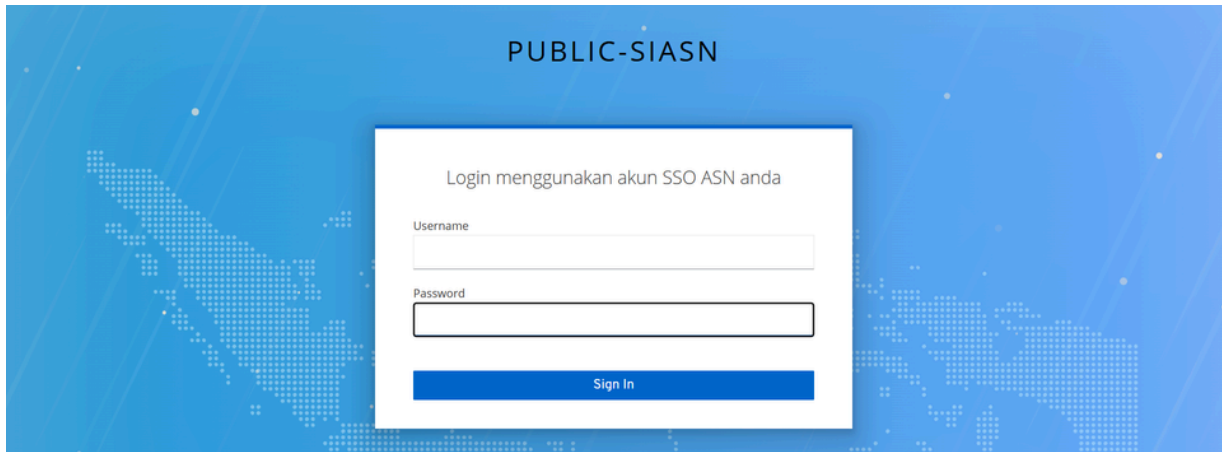 PUBLIC-SIASN
Login menggunakan akun SSO ASN anda
Username
Password
Sign In